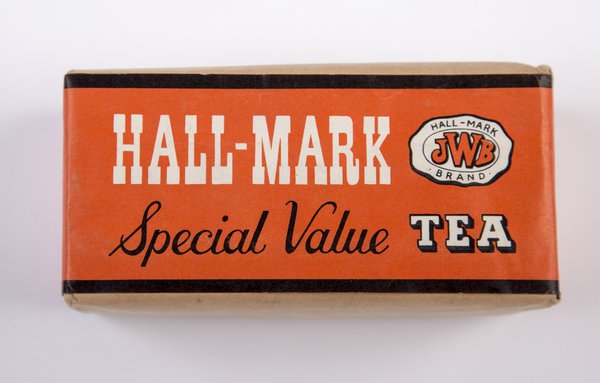 HALL-MARK
HALL-MARK
JWB
BRAND
Special Value TEA